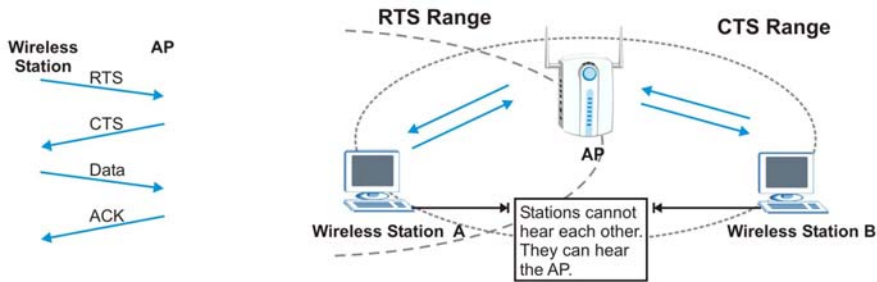 RTS Range
CTS Range
Wireless
Station
AP
RTS
CTS
Data
ACK
AP
Wireless Station A
Stations cannot
hear each other.
They can hear
the AP.
Wireless Station B